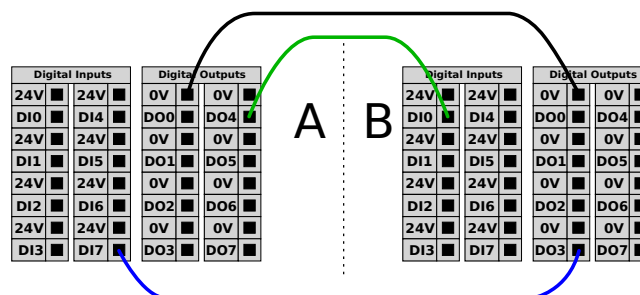 Digital Inputs Digital Outputs Digital Inputs Digital Outputs
24V 24V 0V 0V 24V 24V 0V 0V
DI0 DI4 DO0 DO4 A B DI0 DI4 DO0 DO4
24V 24V 0V 0V 24V 24V 0V 0V
DI1 DI5 DO1 DO5 DI1 DI5 DO1 DO5
24V 24V 0V 0V 24V 24V 0V 0V
DI2 DI6 DO2 DO6 DI2 DI6 DO2 DO6
24V 24V 0V 0V 24V 24V 0V 0V
DI3 DI7 DO3 DO7 DI3 DI7 DO3 DO7